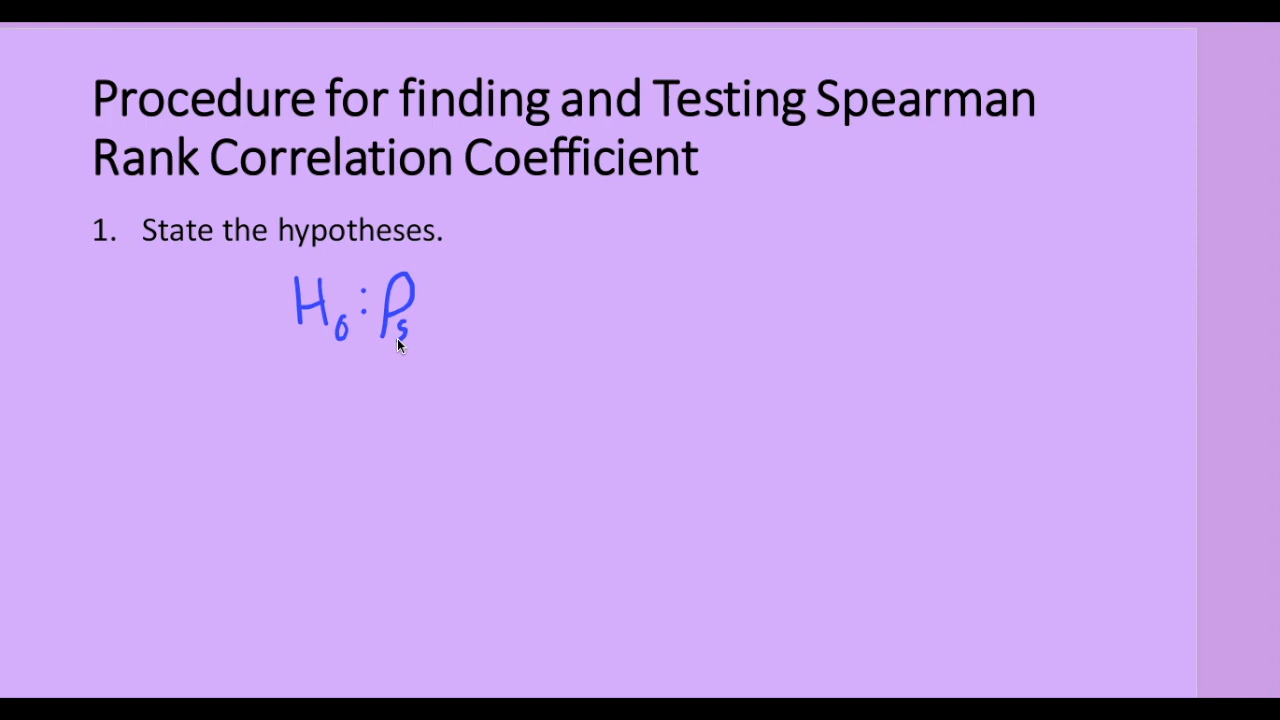 Procedure for finding and Testing Spearman
Rank Correlation Coefficient
1. State the hypotheses.
H₀ : ρₛ